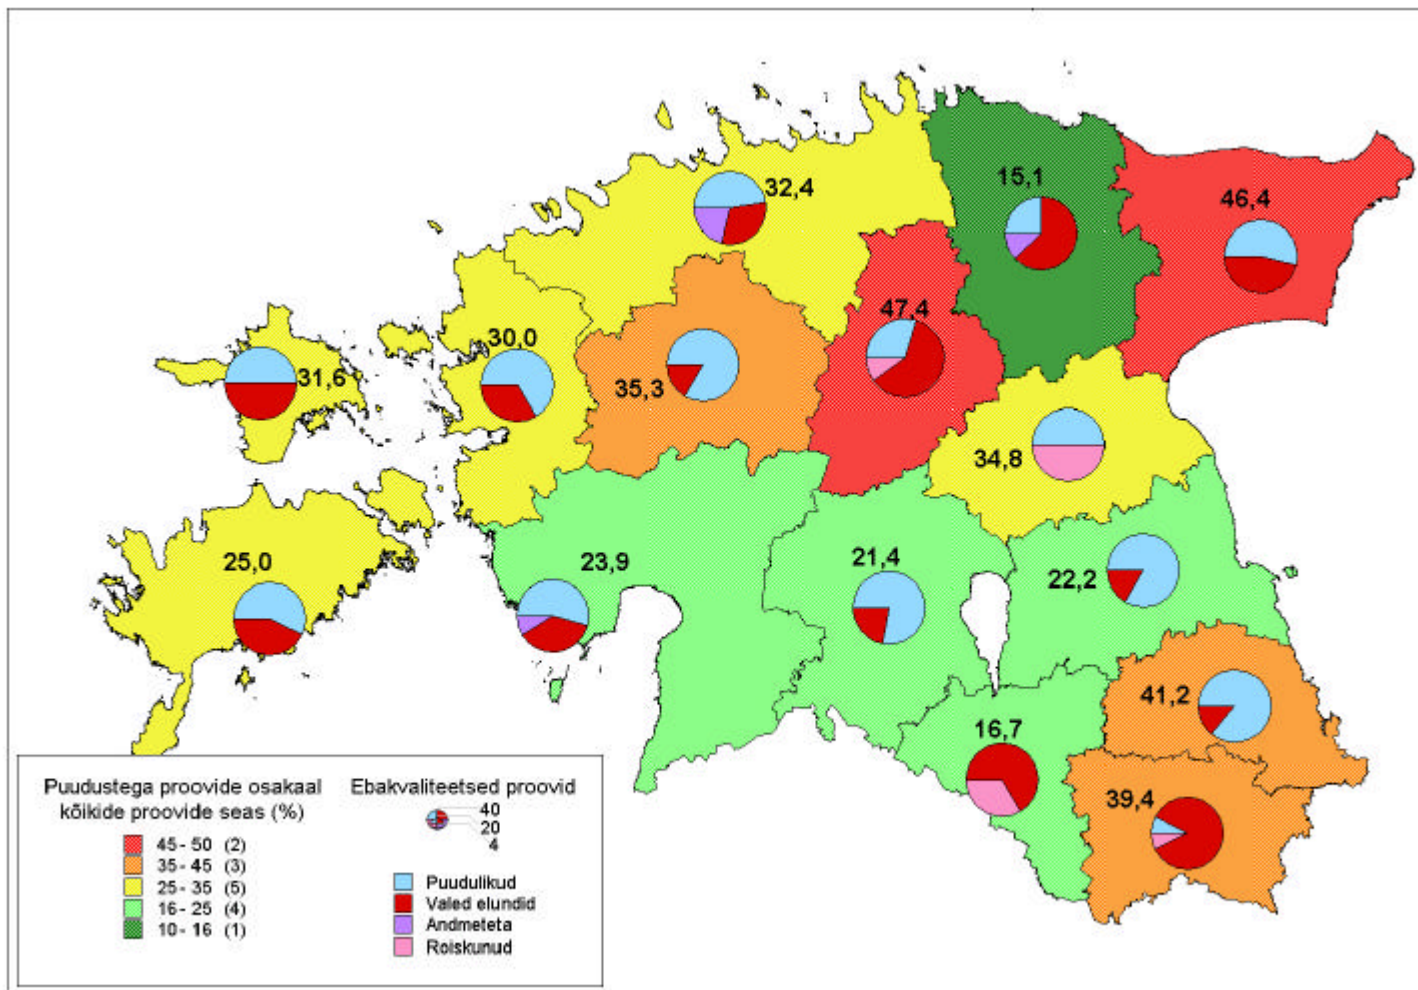 32,4
15,1
46,4
47,4
30,0
31,6
35,3
34,8
25,0
23,9
21,4
22,2
41,2
16,7
39,4
Puudustega proovide osakaal
kõikide proovide seas (%)
45- 50 (2)
35- 45 (3)
25- 35 (5)
16- 25 (4)
10- 16 (1)
Ebakvaliteetsed proovid
40
20
4
Puudulikud
Valed elundid
Andmeteta
Roiskunud